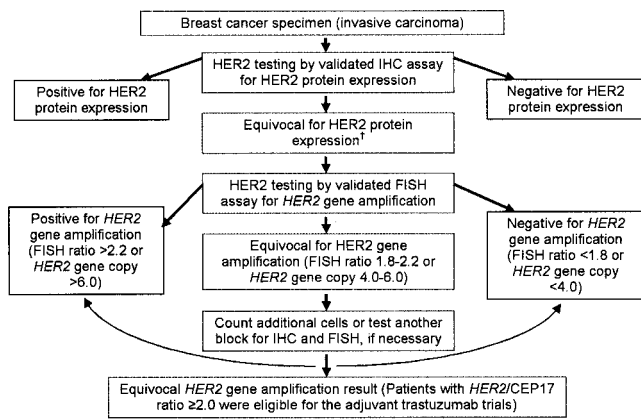 Breast cancer specimen (invasive carcinoma)
HER2 testing by validated IHC assay
for HER2 protein expression
Positive for HER2
protein expression
Negative for HER2
protein expression
Equivocal for HER2 protein
expression†
HER2 testing by validated FISH
assay for HER2 gene amplification
Positive for HER2
gene amplification
(FISH ratio >2.2 or
HER2 gene copy
>6.0)
Equivocal for HER2 gene
amplification (FISH ratio 1.8-2.2 or
HER2 gene copy 4.0-6.0)
Negative for HER2
gene amplification
(FISH ratio <1.8 or
HER2 gene copy
<4.0)
Count additional cells or test another
block for IHC and FISH, if necessary
Equivocal HER2 gene amplification result (Patients with HER2/CEP17
ratio ≥2.0 were eligible for the adjuvant trastuzumab trials)